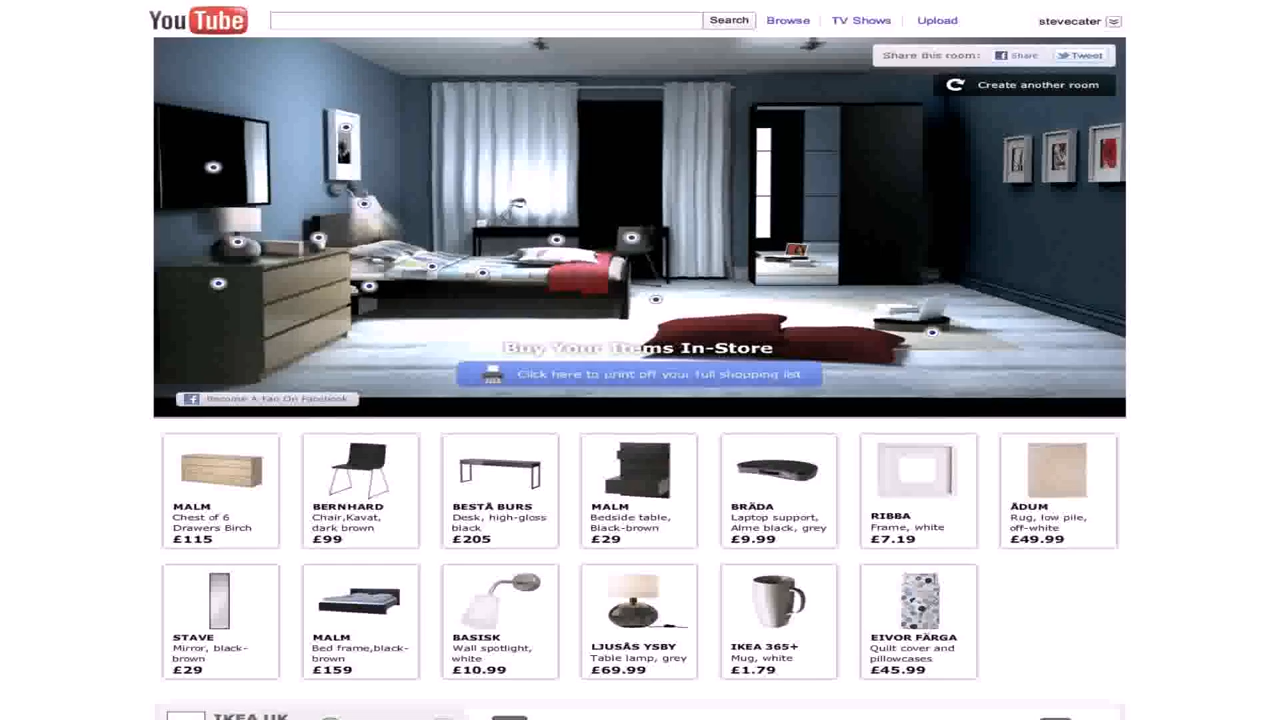 YouTube
Search
Browse
TV Shows
Upload
stevecater
Share this room:
Share
Tweet
Create another room
Buy Your Items In-Store
Click here to print off your full shopping list
Become A Fan On Facebook
MALM
Chest of 6
Drawers Birch
£115
BERNHARD
Chair,Kavat,
dark brown
£99
BESTÅ BURS
Desk, high-gloss
black
£205
MALM
Bedside table,
Black-brown
£29
BRÄDA
Laptop support,
Alme black, grey
£9.99
RIBBA
Frame, white
£7.19
ÅDUM
Rug, low pile,
off-white
£49.99
STAVE
Mirror, black-
brown
£29
MALM
Bed frame,black-
brown
£159
BASISK
Wall spotlight,
white
£10.99
LJUSÅS YSBY
Table lamp, grey
£69.99
IKEA 365+
Mug, white
£1.79
EIVOR FÄRGA
Quilt cover and
pillowcases
£45.99
IKEA UK